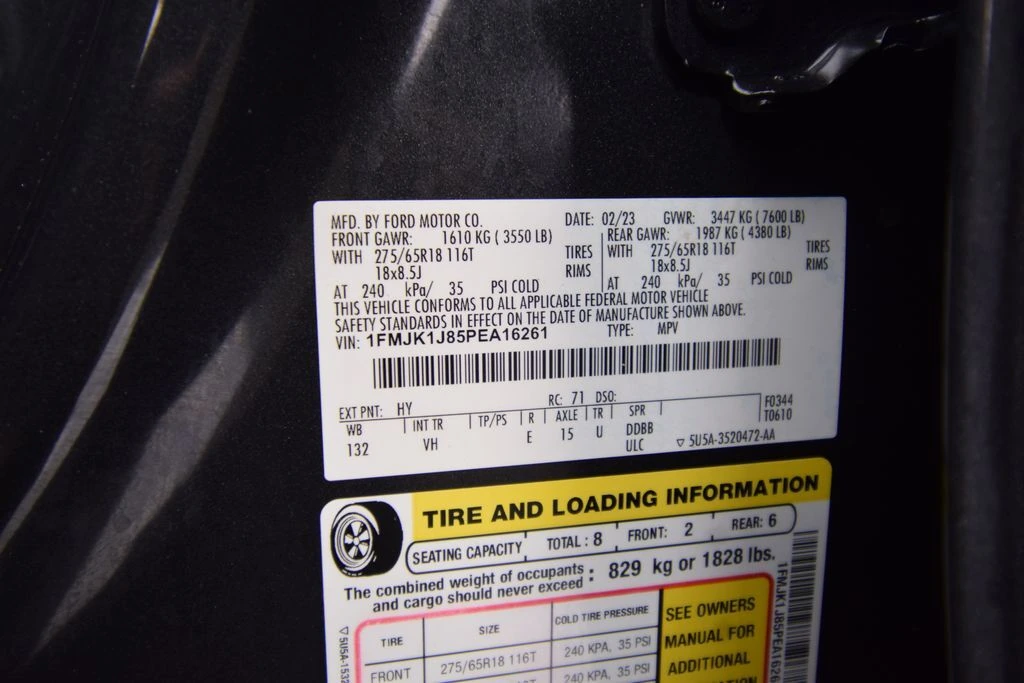 MFD. BY FORD MOTOR CO. DATE: 02/23 GVWR: 3447 KG ( 7600 LB)
FRONT GAWR: 1610 KG ( 3550 LB) REAR GAWR: 1987 KG ( 4380 LB)
WITH 275/65R18 116T TIRES WITH 275/65R18 116T TIRES
18x8.5J RIMS 18x8.5J RIMS
AT 240 kPa/ 35 PSI COLD AT 240 kPa/ 35 PSI COLD
THIS VEHICLE CONFORMS TO ALL APPLICABLE FEDERAL MOTOR VEHICLE
SAFETY STANDARDS IN EFFECT ON THE DATE OF MANUFACTURE SHOWN ABOVE.
VIN: 1FMJK1J85PEA16261 TYPE: MPV
EXT PNT: HY RC: 71 DSO: F0344
WB INT TR TP/PS R AXLE TR SPR T0610
132 VH E 15 U DDBB
ULC ▽ 5U5A-3520472-AA
TIRE AND LOADING INFORMATION
SEATING CAPACITY TOTAL : 8 FRONT: 2 REAR: 6
The combined weight of occupants
and cargo should never exceed : 829 kg or 1828 lbs.
TIRE SIZE COLD TIRE PRESSURE
FRONT 275/65R18 116T 240 KPA, 35 PSI
240 KPA, 35 PSI
SEE OWNERS
MANUAL FOR
ADDITIONAL
▽ 5U5A-1532
1FMJK1J85PEA1626